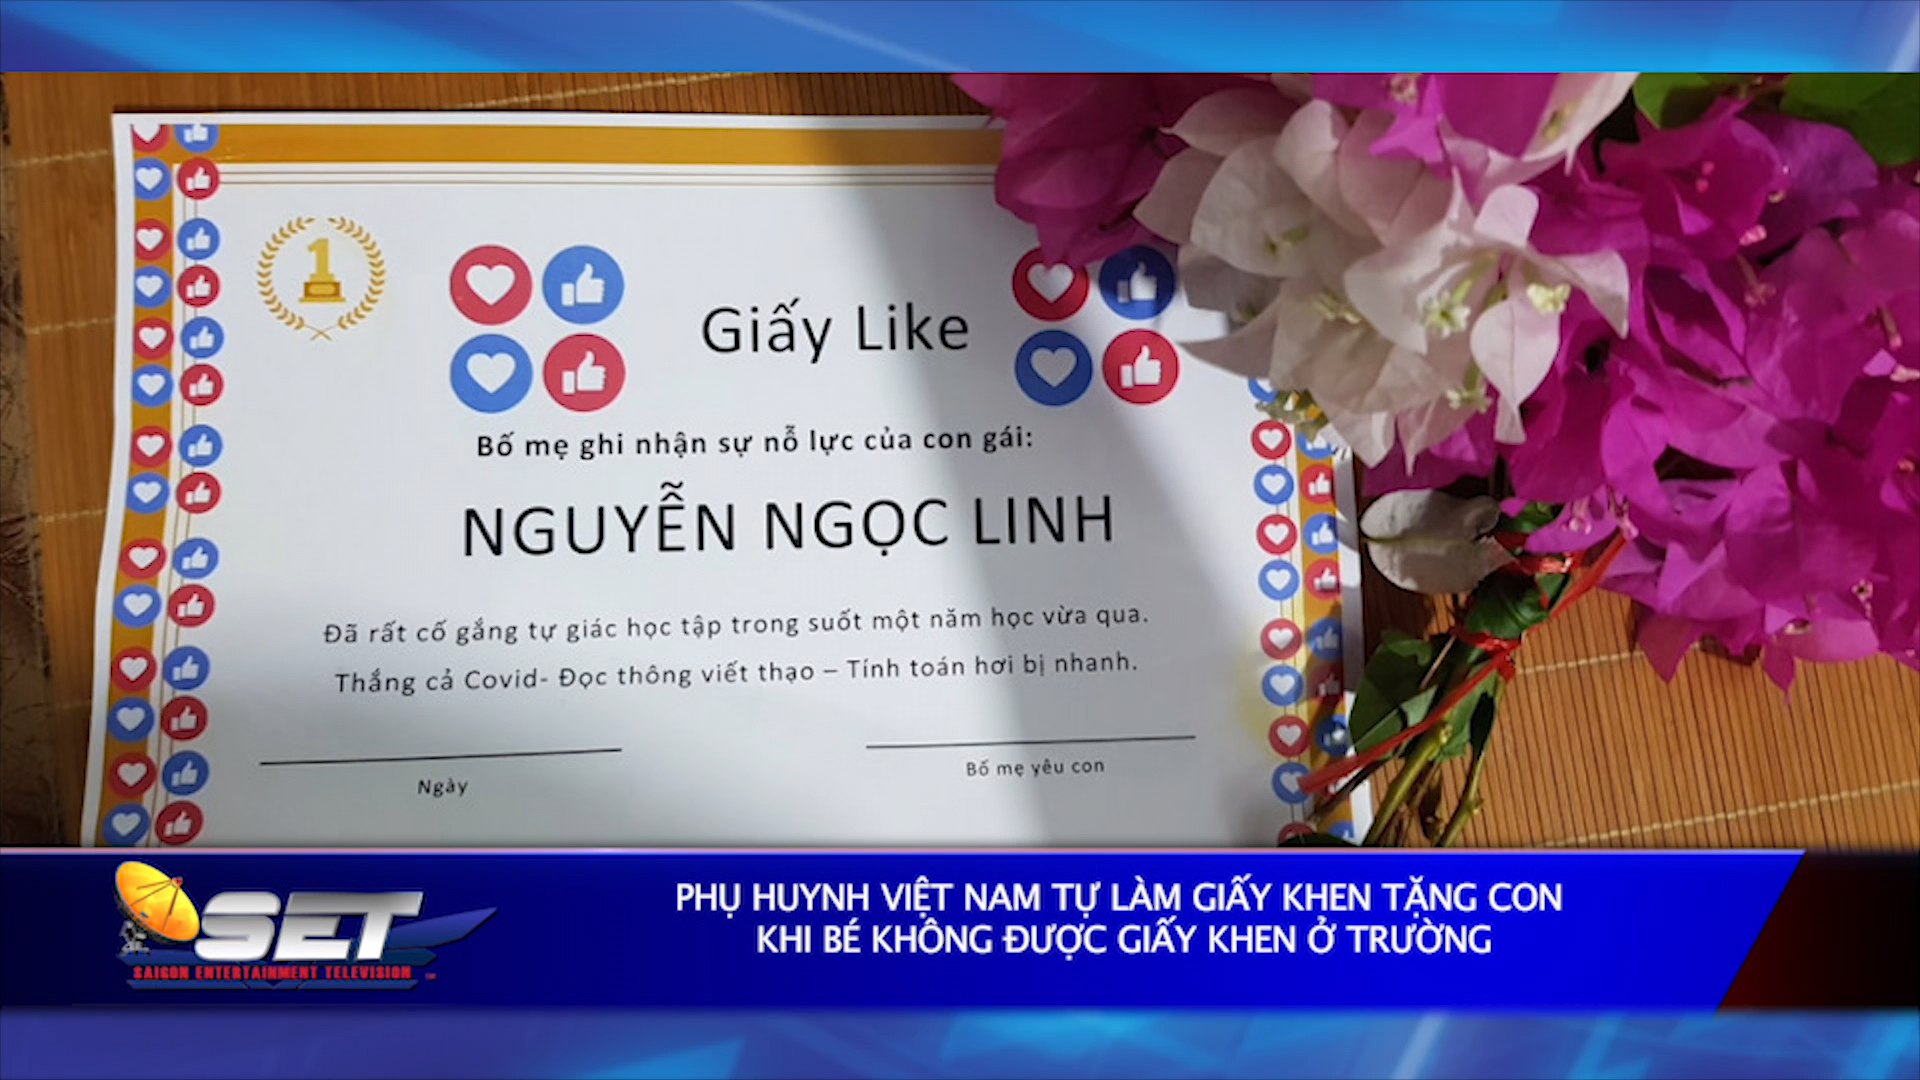 1
Giấy Like
Bố mẹ ghi nhận sự nỗ lực của con gái:
NGUYỄN NGỌC LINH
Đã rất cố gắng tự giác học tập trong suốt một năm học vừa qua.
Thắng cả Covid- Đọc thông viết thạo – Tính toán hơi bị nhanh.
Ngày
Bố mẹ yêu con
SET
SAIGON ENTERTAINMENT TELEVISION
PHỤ HUYNH VIỆT NAM TỰ LÀM GIẤY KHEN TẶNG CON
KHI BÉ KHÔNG ĐƯỢC GIẤY KHEN Ở TRƯỜNG